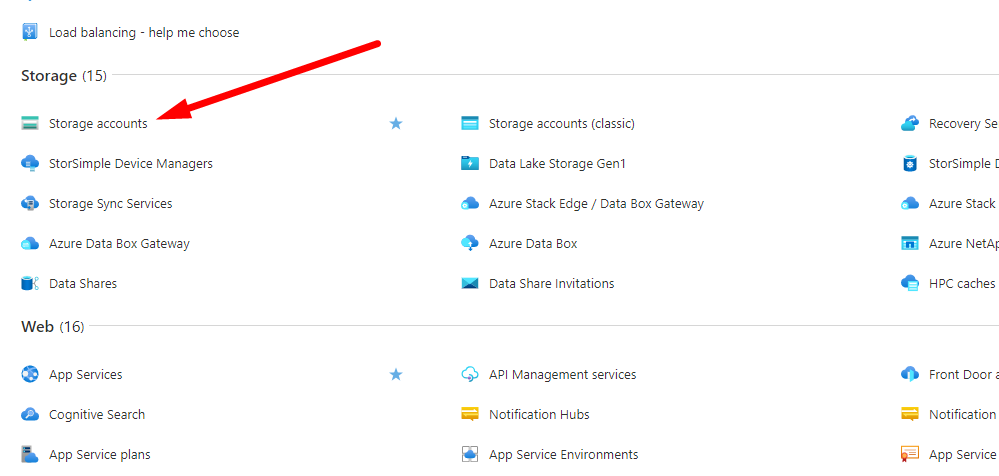 Load balancing - help me choose
Storage (15)
Storage accounts
Storage accounts (classic)
Recovery Se
StorSimple Device Managers
Data Lake Storage Gen1
StorSimple D
Storage Sync Services
Azure Stack Edge / Data Box Gateway
Azure Stack
Azure Data Box Gateway
Azure Data Box
Azure NetAp
Data Shares
Data Share Invitations
HPC caches
Web (16)
App Services
API Management services
Front Door a
Cognitive Search
Notification Hubs
Notification
App Service plans
App Service Environments
App Service